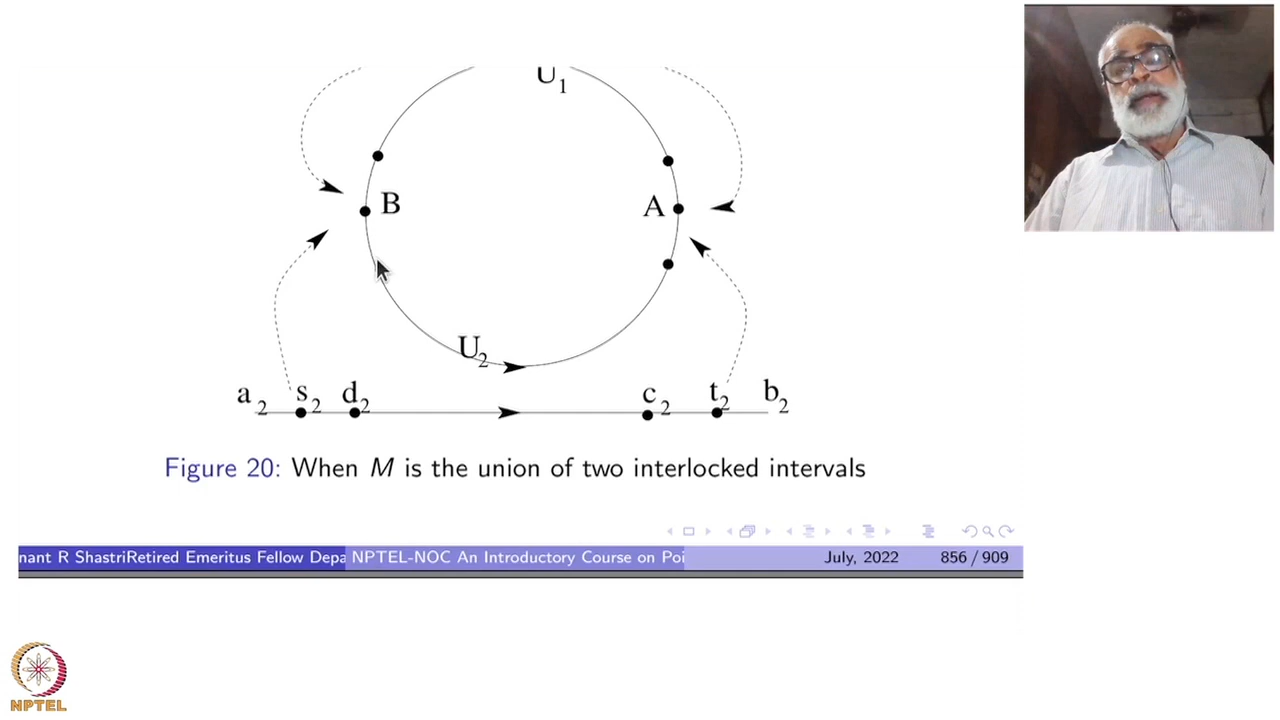 U1
B
A
U2
a2 s2 d2 c2 t2 b2
Figure 20: When M is the union of two interlocked intervals
nant R ShastriRetired Emeritus Fellow Depa NPTEL-NOC An Introductory Course on Poi July, 2022 856 / 909
NPTEL